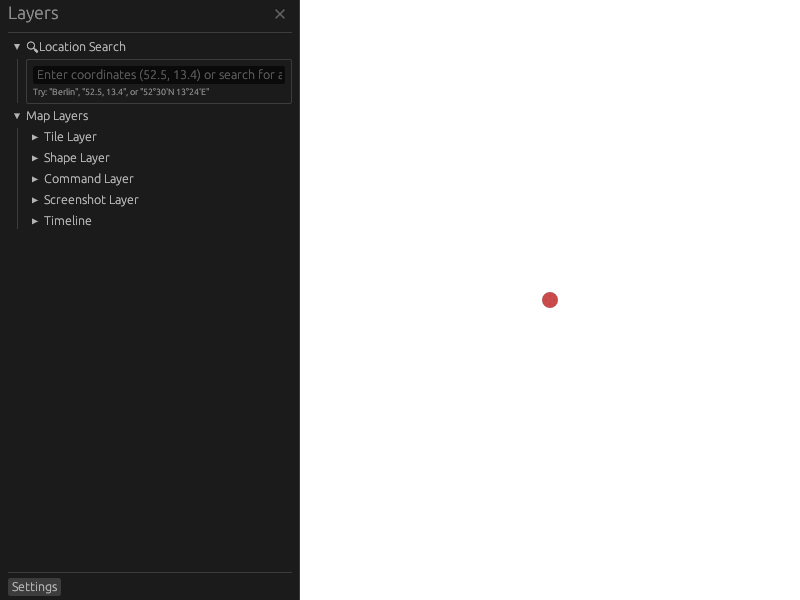 Layers
Location Search
Enter coordinates (52.5, 13.4) or search for a
Try: "Berlin", "52.5, 13.4", or "52°30'N 13°24'E"
Map Layers
Tile Layer
Shape Layer
Command Layer
Screenshot Layer
Timeline
Settings